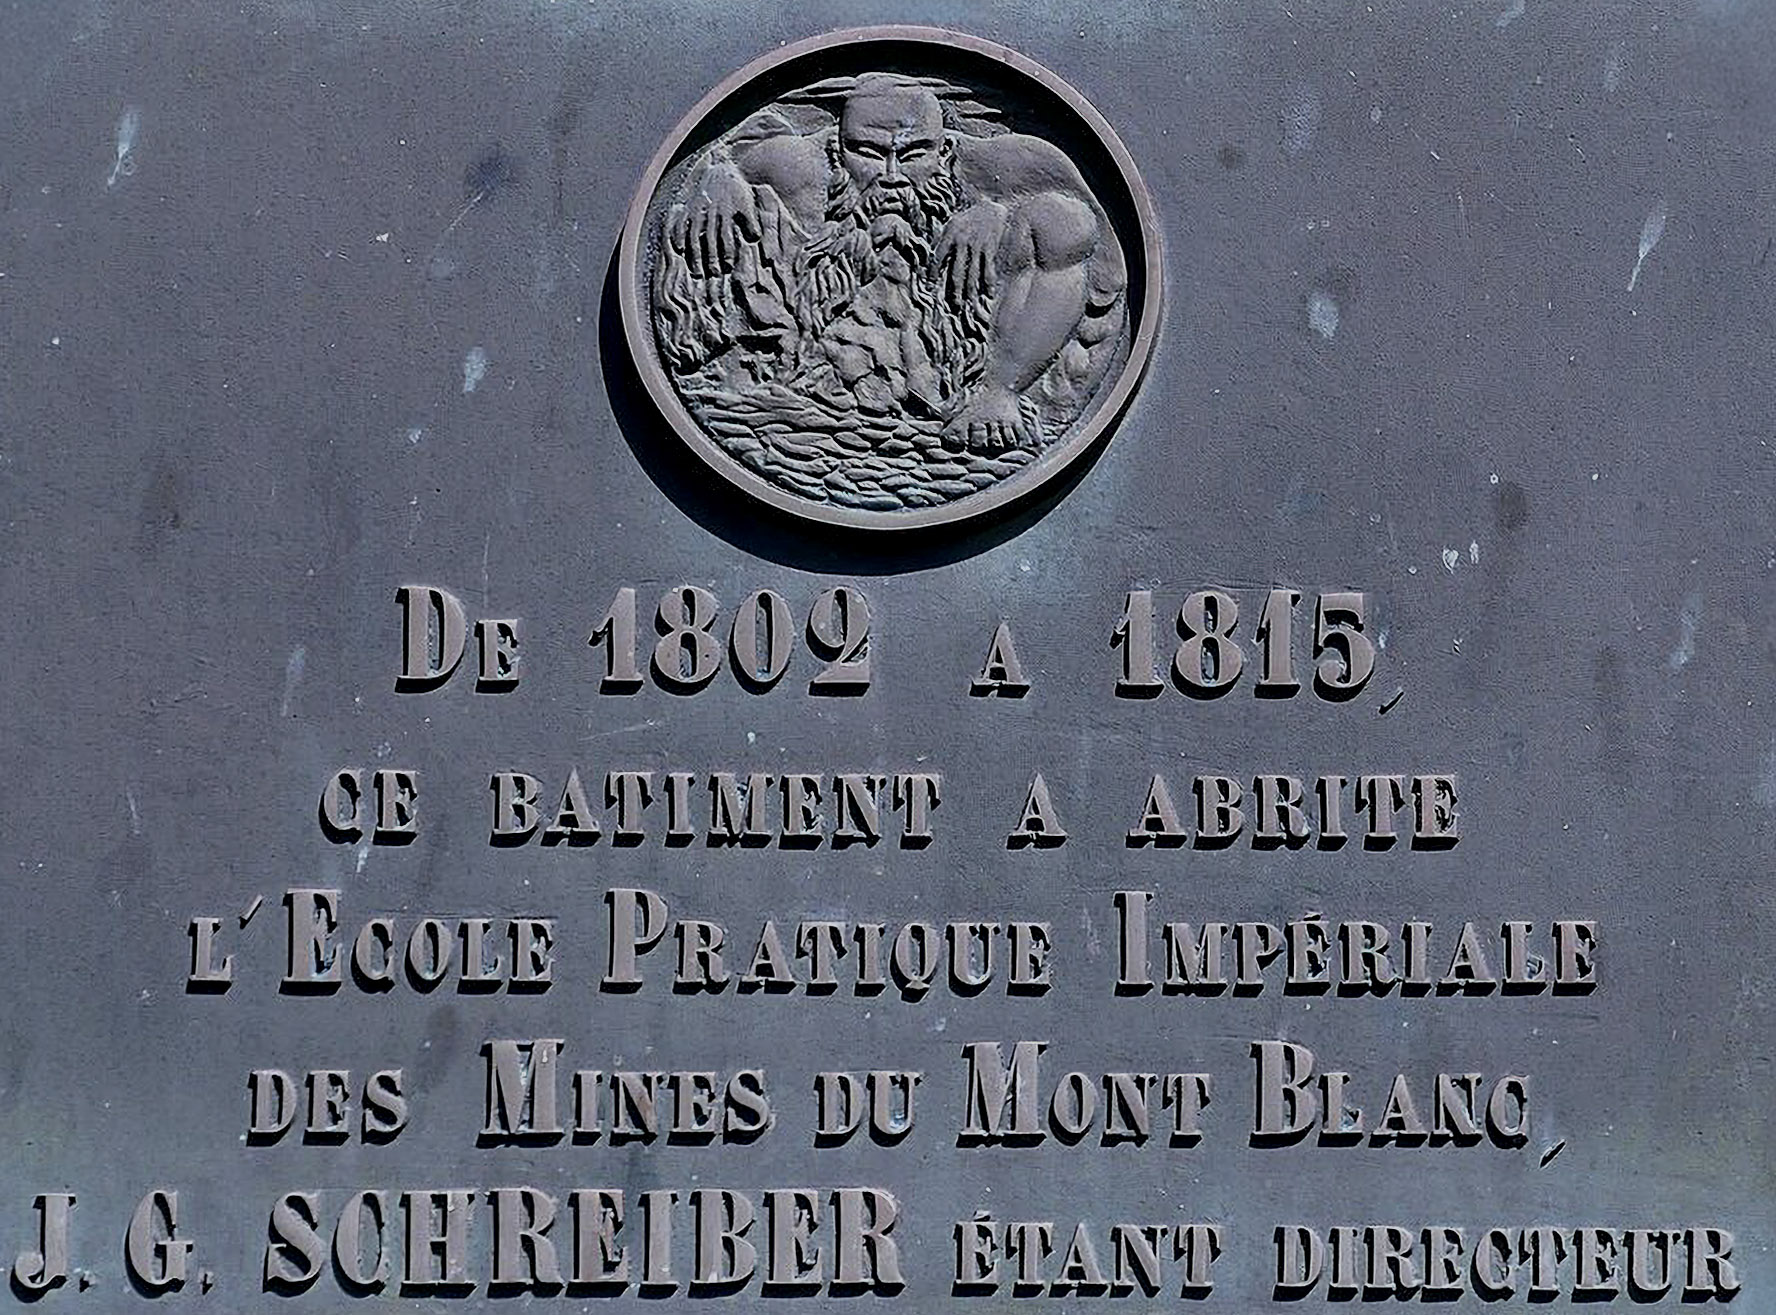 DE 1802 A 1815,
CE BATIMENT A ABRITE
L'ECOLE PRATIQUE IMPÉRIALE
DES MINES DU MONT BLANC,
J. G. SCHREIBER ÉTANT DIRECTEUR